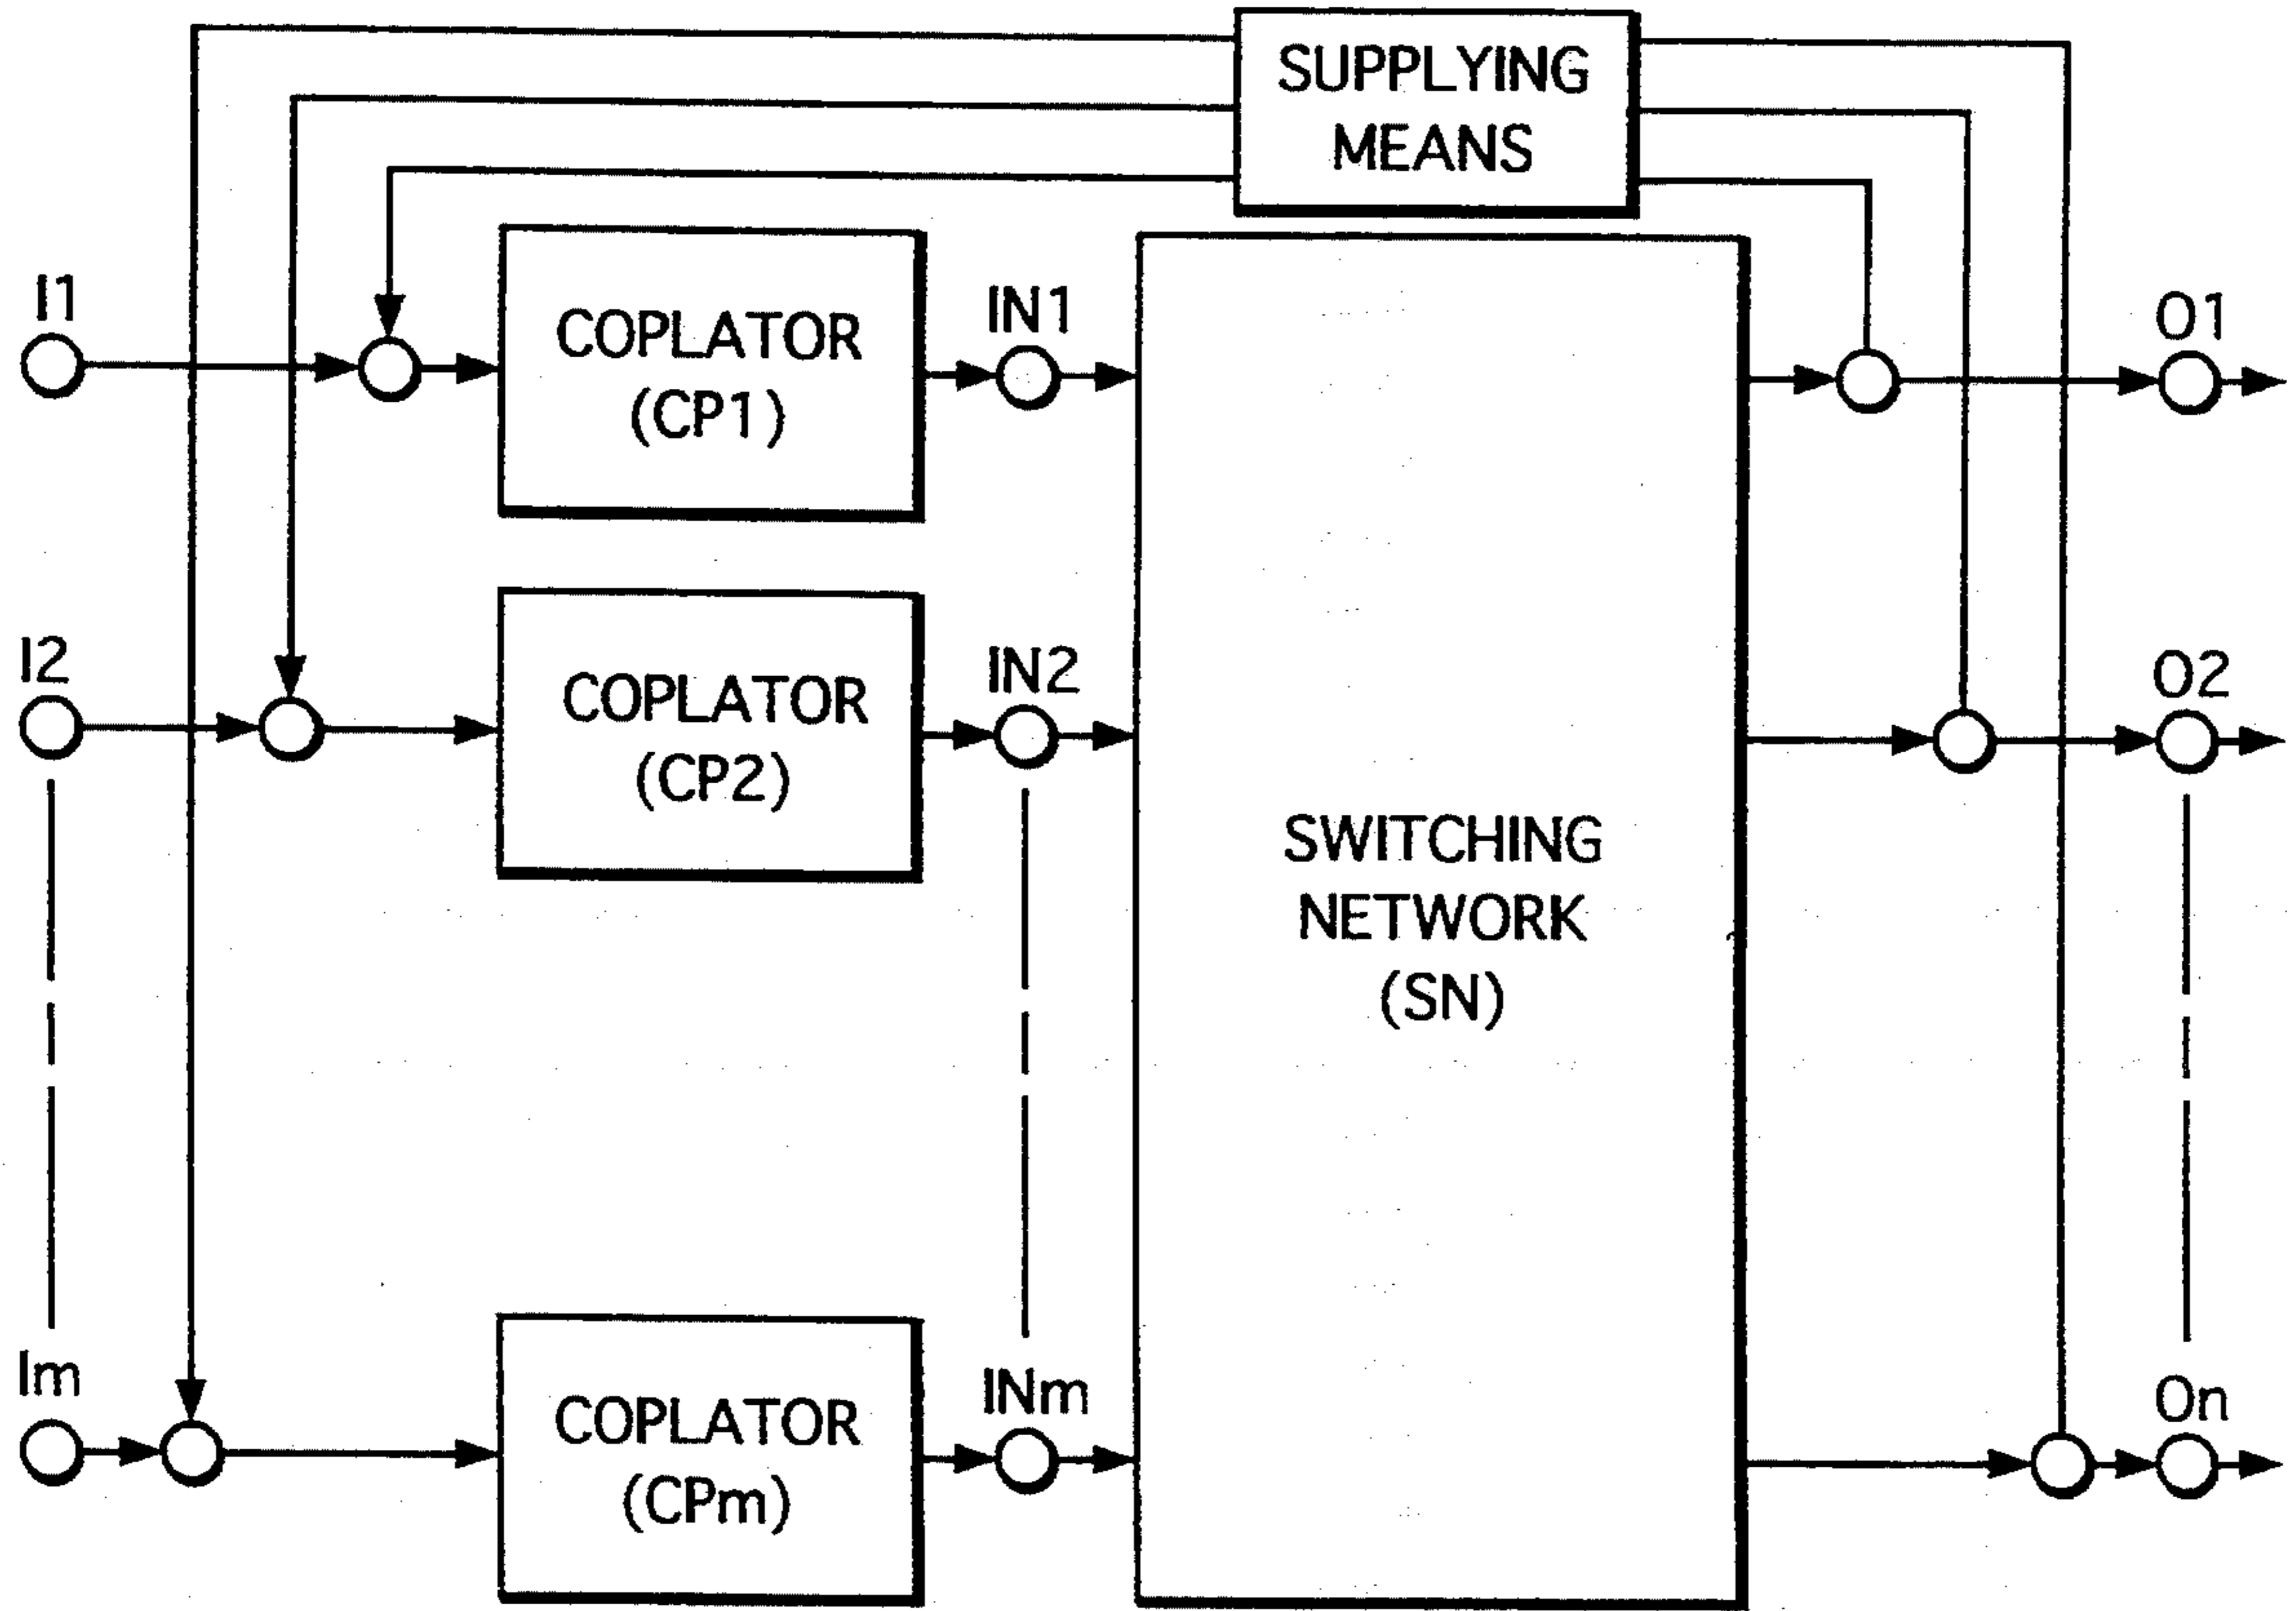 SUPPLYING
MEANS
I1
COPLATOR
(CP1)
IN1
O1
I2
COPLATOR
(CP2)
IN2
O2
SWITCHING
NETWORK
(SN)
Im
COPLATOR
(CPm)
INm
On